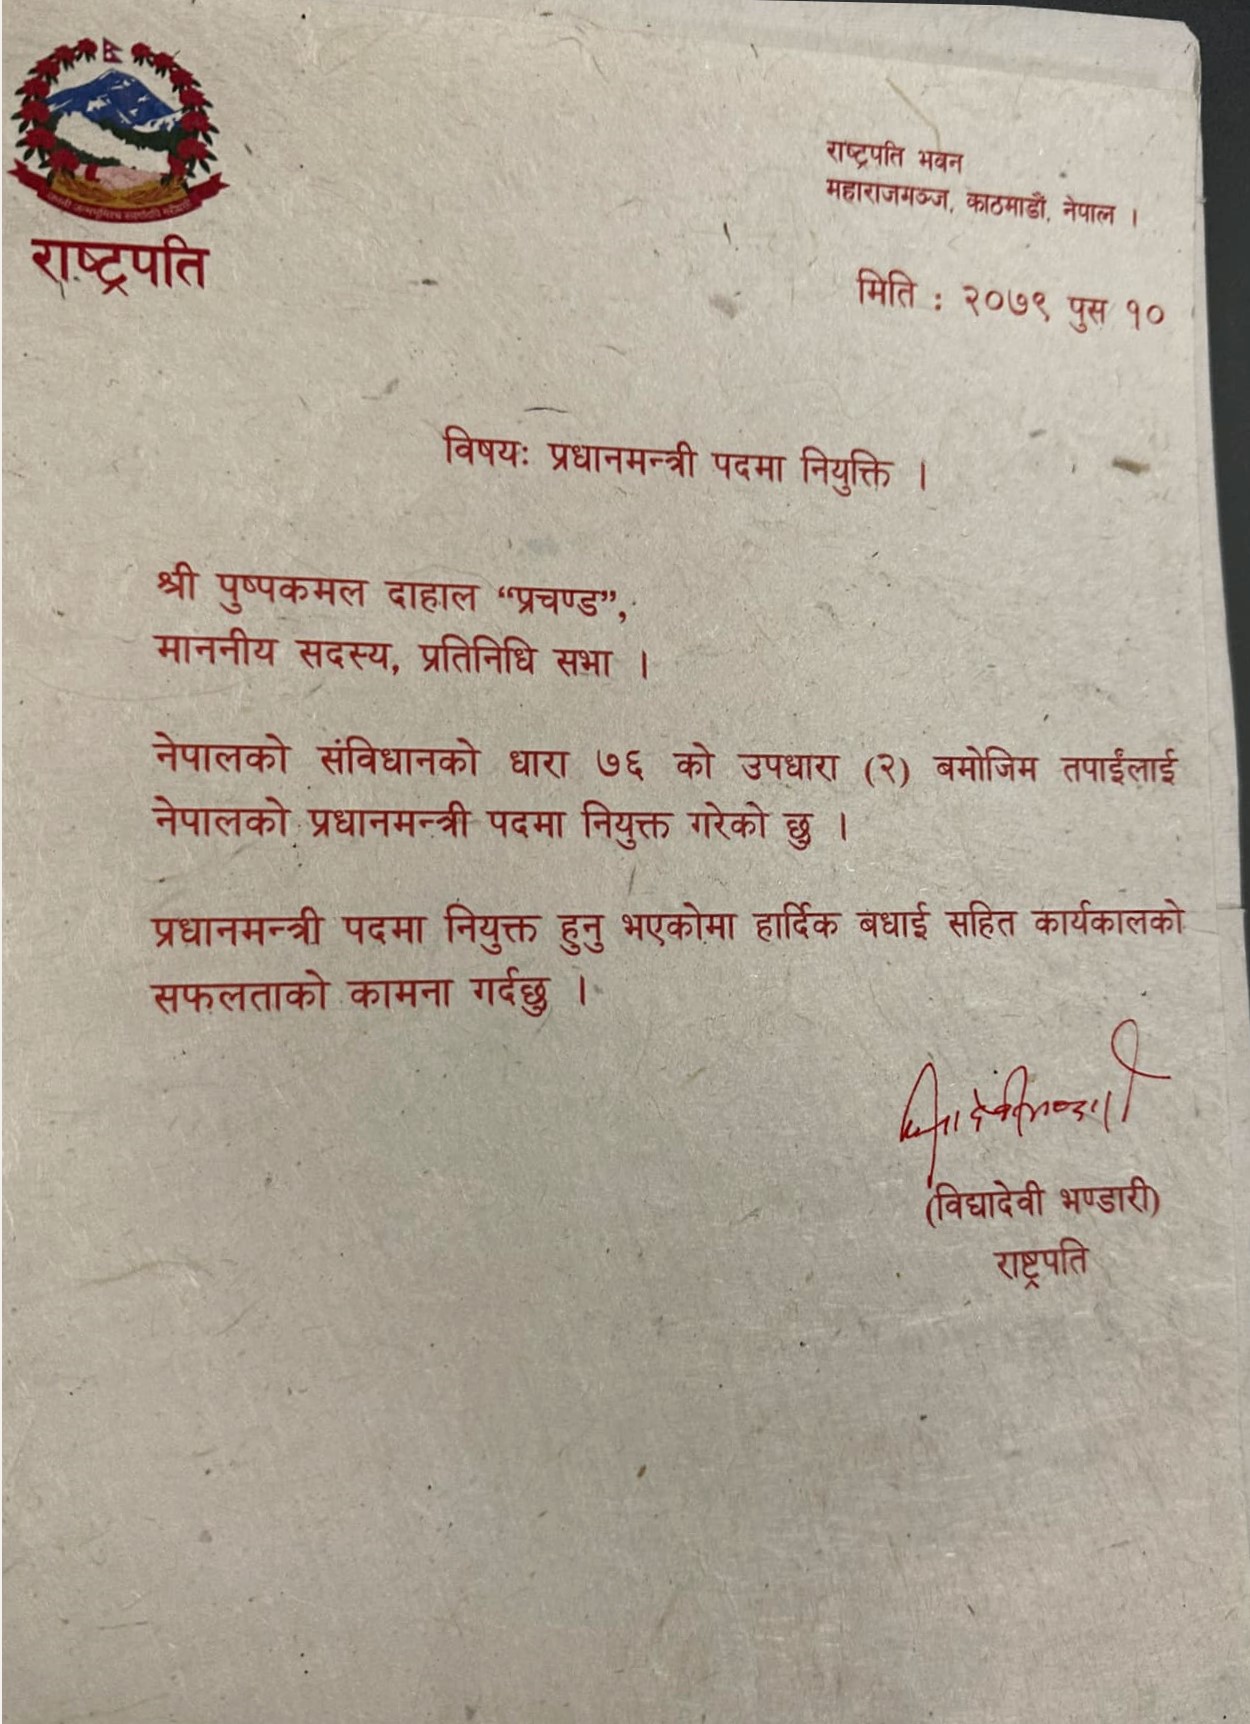 राष्ट्रपति
राष्ट्रपति भवन
महाराजगञ्ज, काठमाडौं, नेपाल ।
मिति : २०७९ पुस १०
विषयः प्रधानमन्त्री पदमा नियुक्ति ।
श्री पुष्पकमल दाहाल “प्रचण्ड”,
माननीय सदस्य, प्रतिनिधि सभा ।
नेपालको संविधानको धारा ७६ को उपधारा (२) बमोजिम तपाईंलाई
नेपालको प्रधानमन्त्री पदमा नियुक्त गरेको छु ।
प्रधानमन्त्री पदमा नियुक्त हुनु भएकोमा हार्दिक बधाई सहित कार्यकालको
सफलताको कामना गर्दछु ।
(विद्यादेवी भण्डारी)
राष्ट्रपति